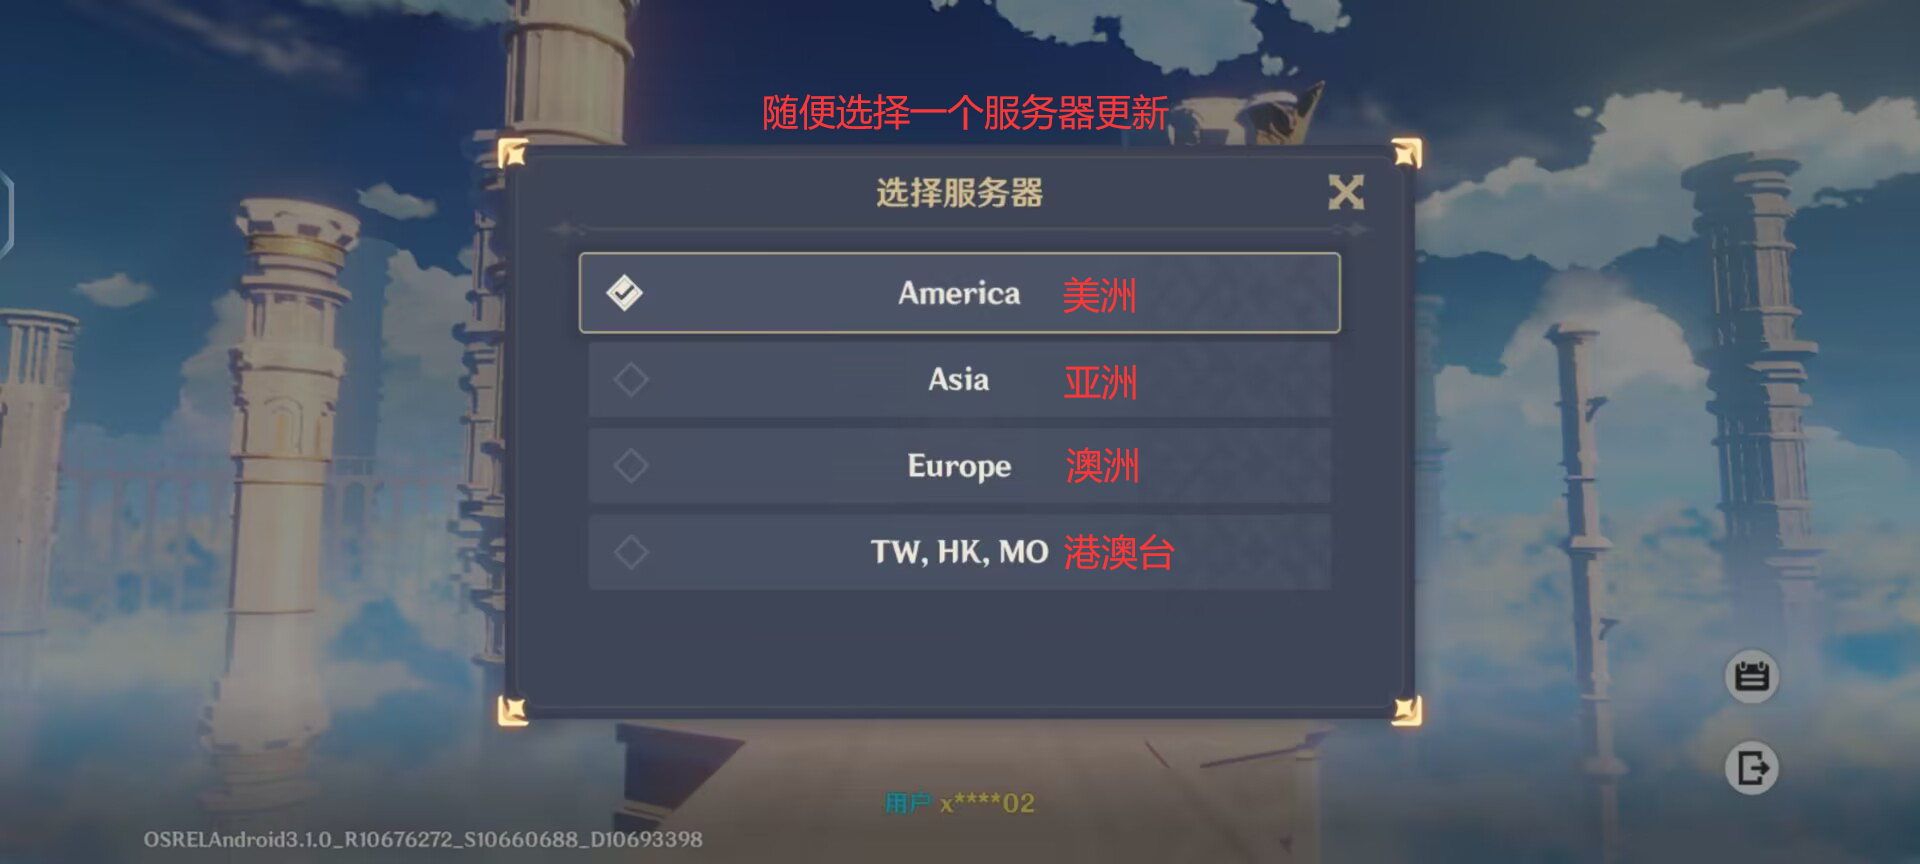 随便选择一个服务器更新
选择服务器
America 美洲
Asia 亚洲
Europe 澳洲
TW, HK, MO 港澳台
用户 x****02
OSRELAndroid3.1.0_R10676272_S10660688_D10693398